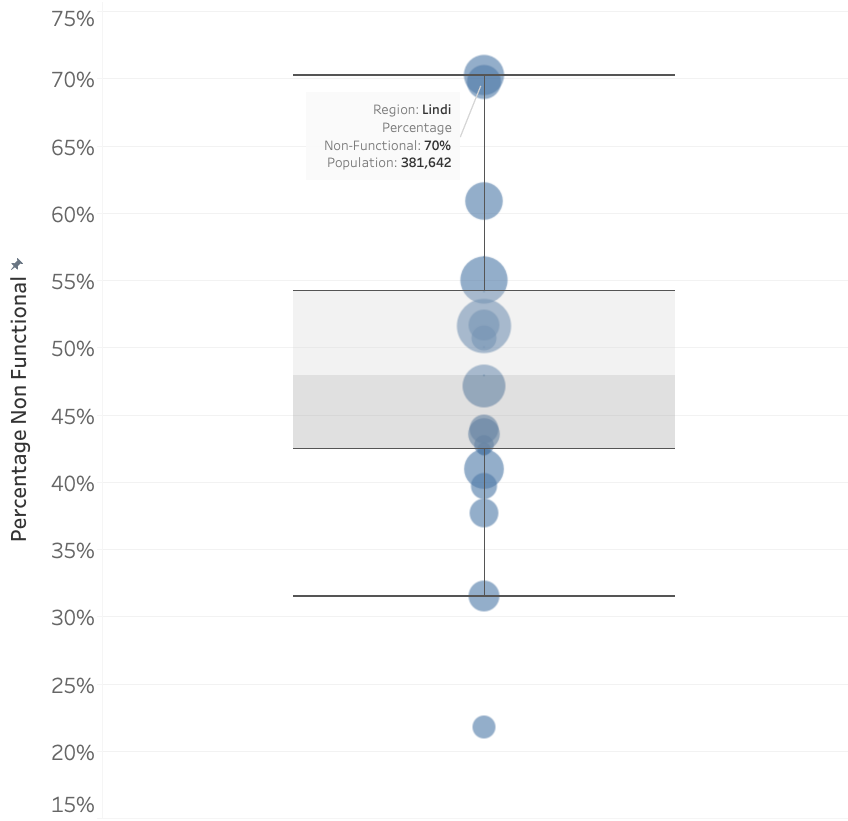 75%
70%
Region: Lindi
Percentage
Non-Functional: 70%
Population: 381,642
65%
60%
55%
50%
45%
40%
35%
30%
25%
20%
15%
Percentage Non Functional